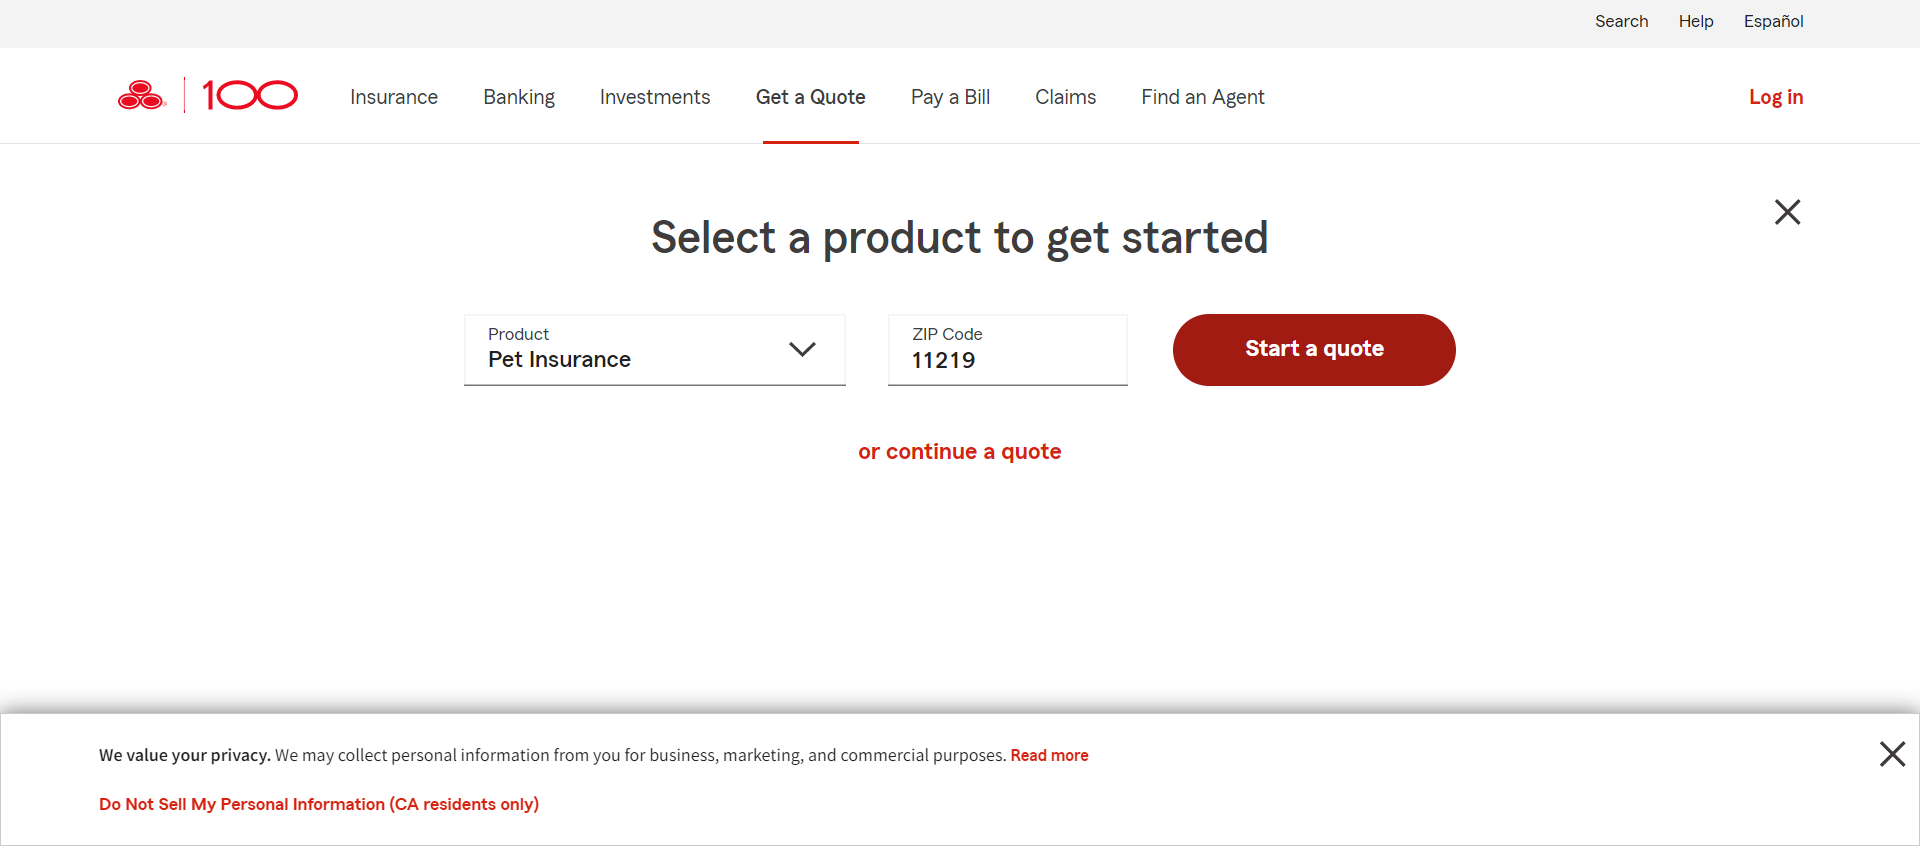 Search Help Español
100 Insurance Banking Investments Get a Quote Pay a Bill Claims Find an Agent Log in
Select a product to get started
Product
Pet Insurance
ZIP Code
11219
Start a quote
or continue a quote
We value your privacy. We may collect personal information from you for business, marketing, and commercial purposes. Read more
Do Not Sell My Personal Information (CA residents only)